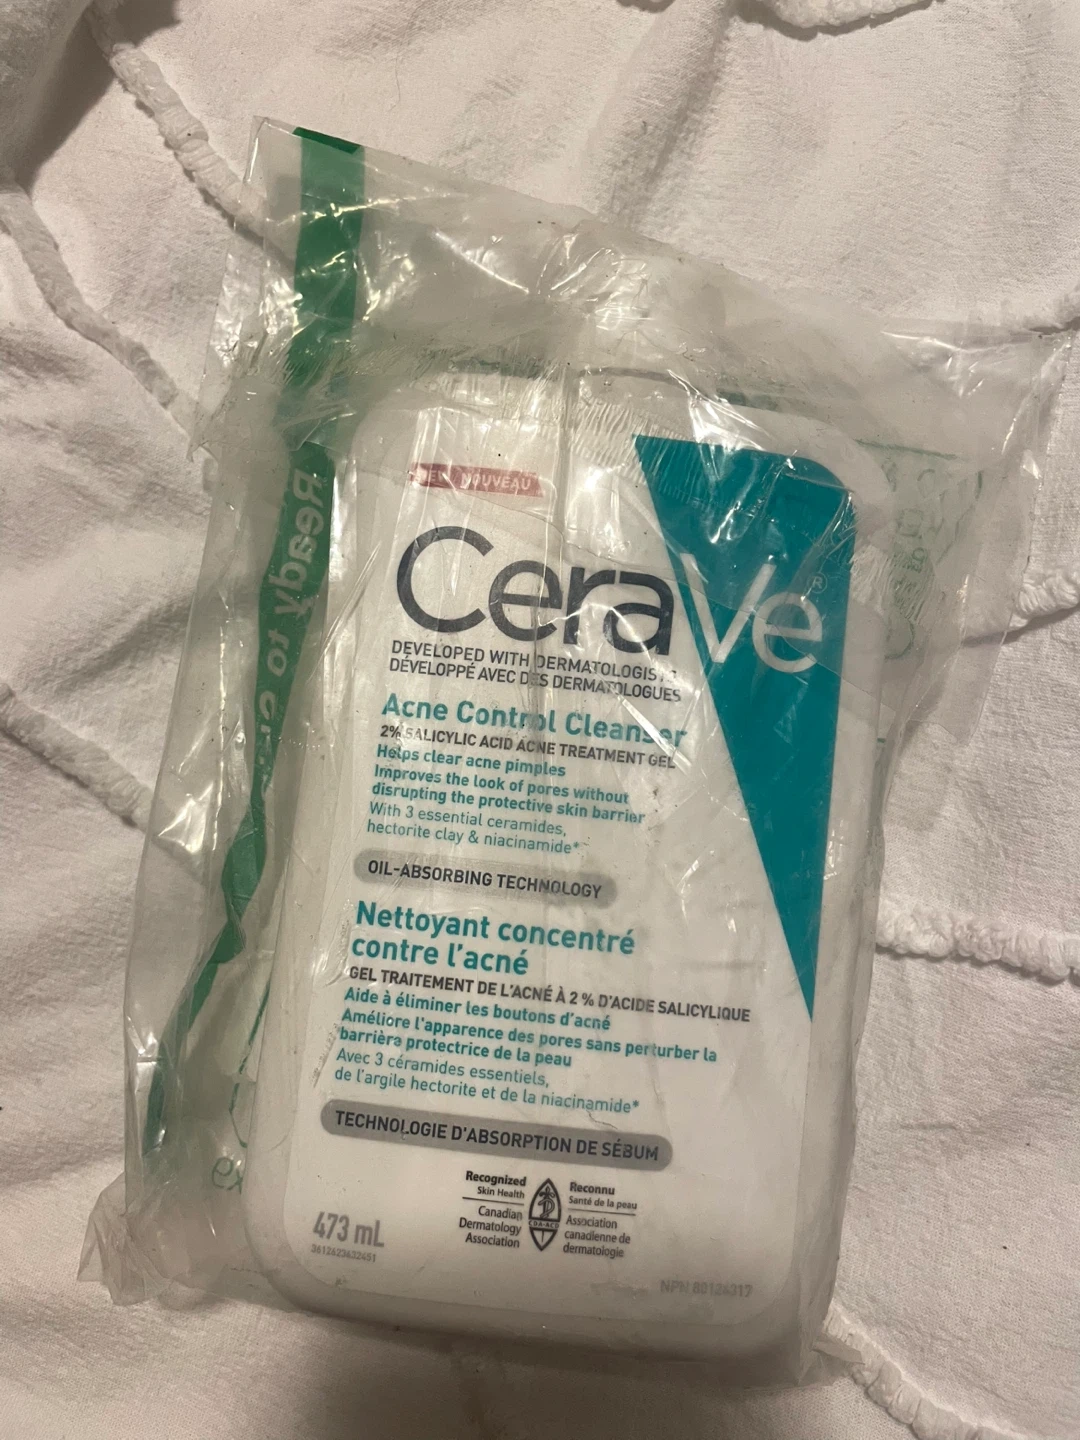 NOUVEAU
CeraVe®
DEVELOPED WITH DERMATOLOGISTS
DÉVELOPPÉ AVEC DES DERMATOLOGUES
Acne Control Cleanser
2% SALICYLIC ACID ACNE TREATMENT GEL
Helps clear acne pimples
Improves the look of pores without
disrupting the protective skin barrier
With 3 essential ceramides,
hectorite clay & niacinamide*
OIL-ABSORBING TECHNOLOGY
Nettoyant concentré
contre l'acné
GEL TRAITEMENT DE L'ACNÉ À 2 % D'ACIDE SALICYLIQUE
Aide à éliminer les boutons d'acné
Améliore l'apparence des pores sans perturber la
barrière protectrice de la peau
Avec 3 céramides essentiels,
de l'argile hectorite et de la niacinamide*
TECHNOLOGIE D'ABSORPTION DE SÉBUM
Recognized
Skin Health
Canadian
Dermatology
Association
CDA-ACD
Reconnu
Santé de la peau
Association
canadienne de
dermatologie
473 mL
3612623632451
NPN 80126317
Ready to